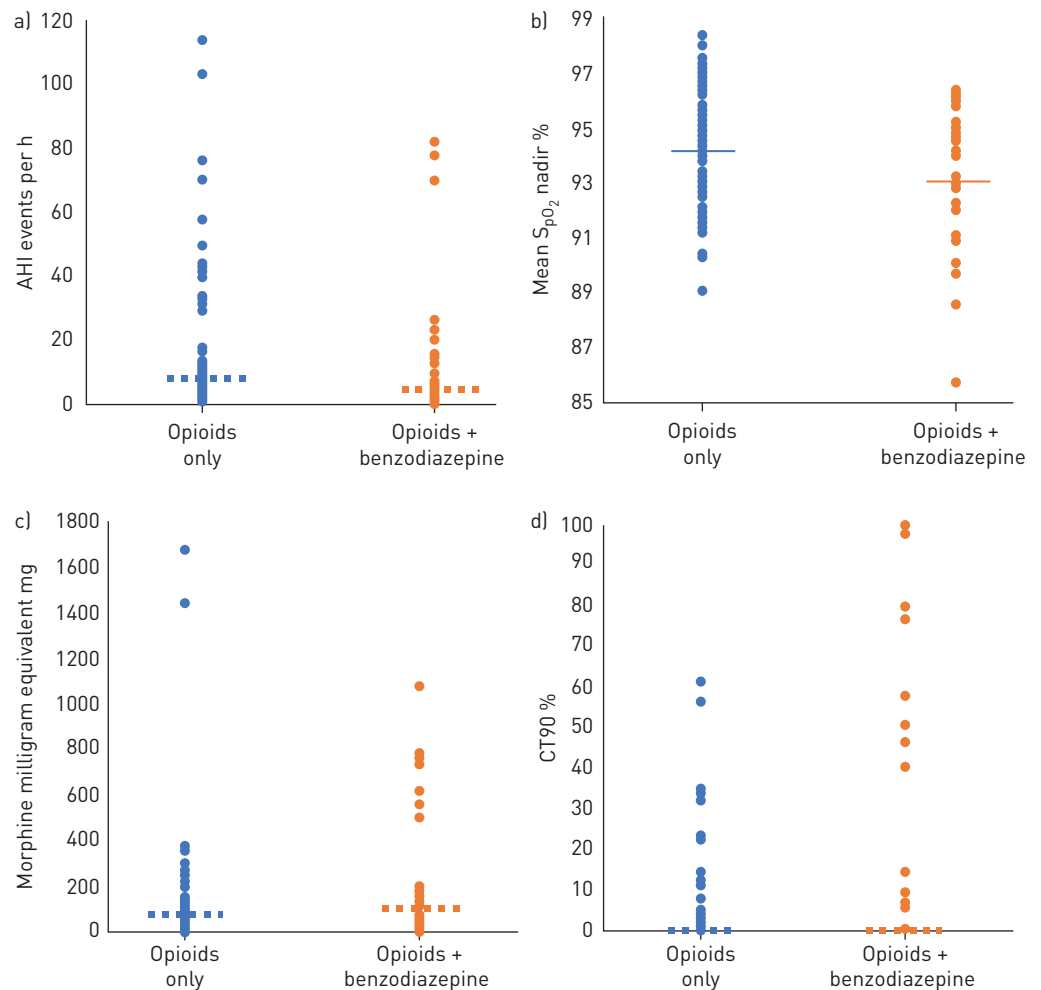 a)
AHI events per h
120
100
80
60
40
20
0
Opioids
only
Opioids +
benzodiazepine
b)
Mean SpO2 nadir %
99
97
95
93
91
89
87
85
Opioids
only
Opioids +
benzodiazepine
c)
Morphine milligram equivalent mg
1800
1600
1400
1200
1000
800
600
400
200
0
Opioids
only
Opioids +
benzodiazepine
d)
CT90 %
100
90
80
70
60
50
40
30
20
10
0
Opioids
only
Opioids +
benzodiazepine